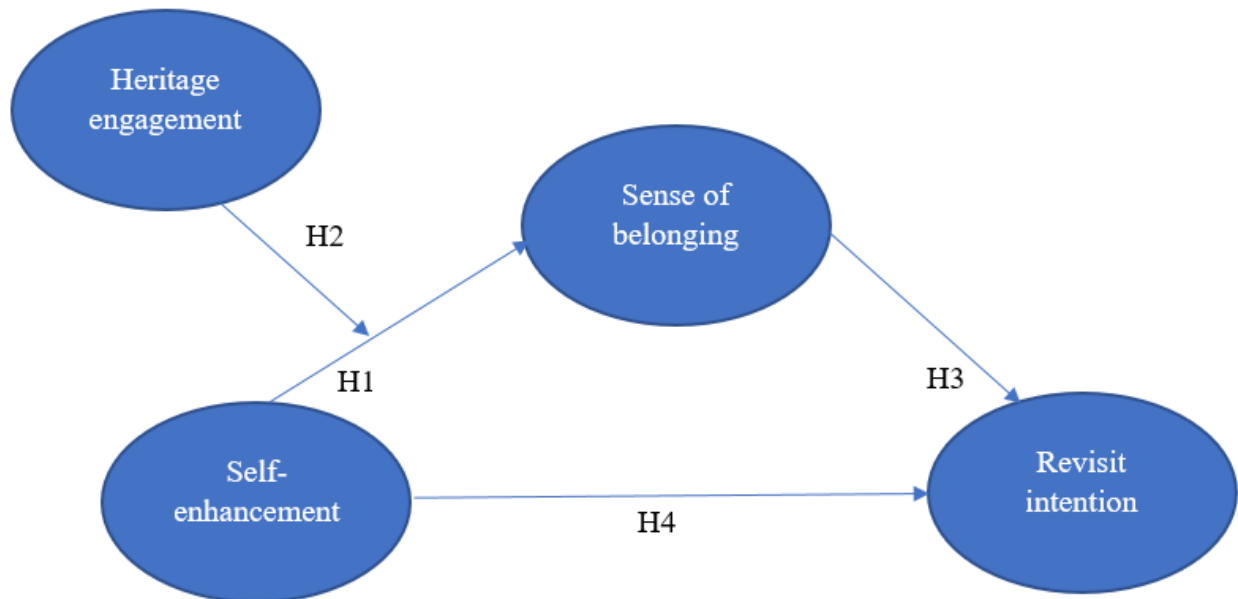 Heritage
engagement
H2
Sense of
belonging
H1
H3
Self-
enhancement
Revisit
intention
H4